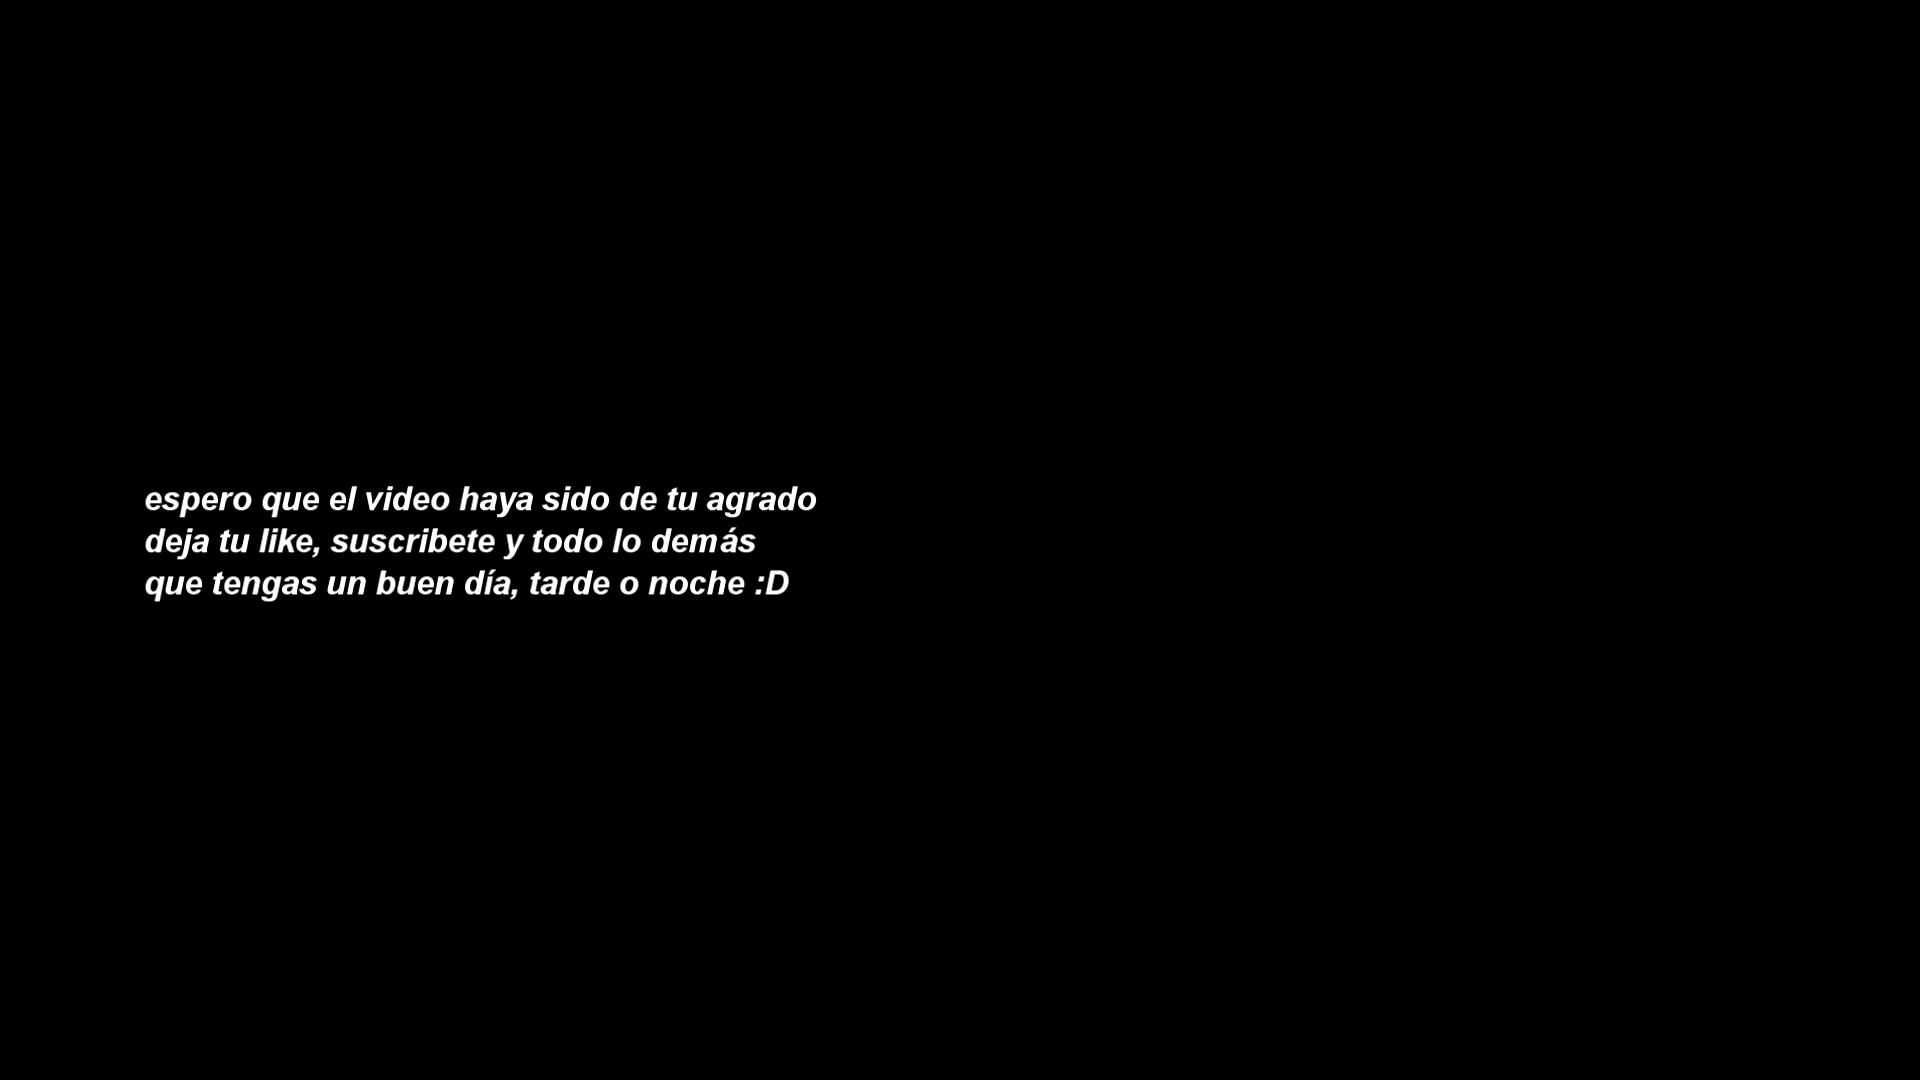 espero que el video haya sido de tu agrado
deja tu like, suscribete y todo lo demás
que tengas un buen día, tarde o noche :D